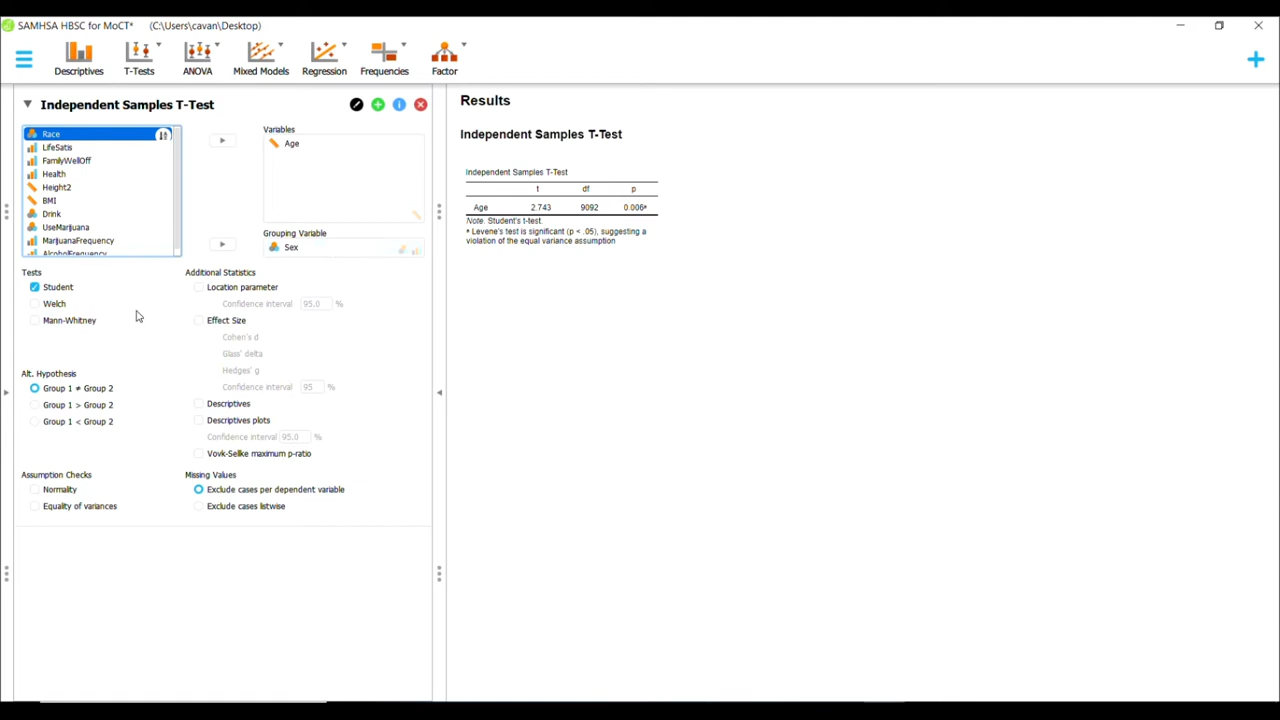 SAMHSA HBSC for MoCT* (C:\Users\cavan\Desktop)
Descriptives T-Tests ANOVA Mixed Models Regression Frequencies Factor
Independent Samples T-Test
Race
LifeSatis
FamilyWellOff
Health
Height2
BMI
Drink
UseMarijuana
MarijuanaFrequency
AlcoholFrequency
Variables
Age
Grouping Variable
Sex
Tests
Student
Welch
Mann-Whitney
Alt. Hypothesis
Group 1 ≠ Group 2
Group 1 > Group 2
Group 1 < Group 2
Assumption Checks
Normality
Equality of variances
Additional Statistics
Location parameter
Confidence interval 95.0 %
Effect Size
Cohen's d
Glass' delta
Hedges' g
Confidence interval 95 %
Descriptives
Descriptives plots
Confidence interval 95.0 %
Vovk-Sellke maximum p-ratio
Missing Values
Exclude cases per dependent variable
Exclude cases listwise
Results
Independent Samples T-Test
Independent Samples T-Test
t df p
Age 2.743 9092 0.006ᵃ
Note. Student's t-test.
ᵃ Levene's test is significant (p < .05), suggesting a
violation of the equal variance assumption